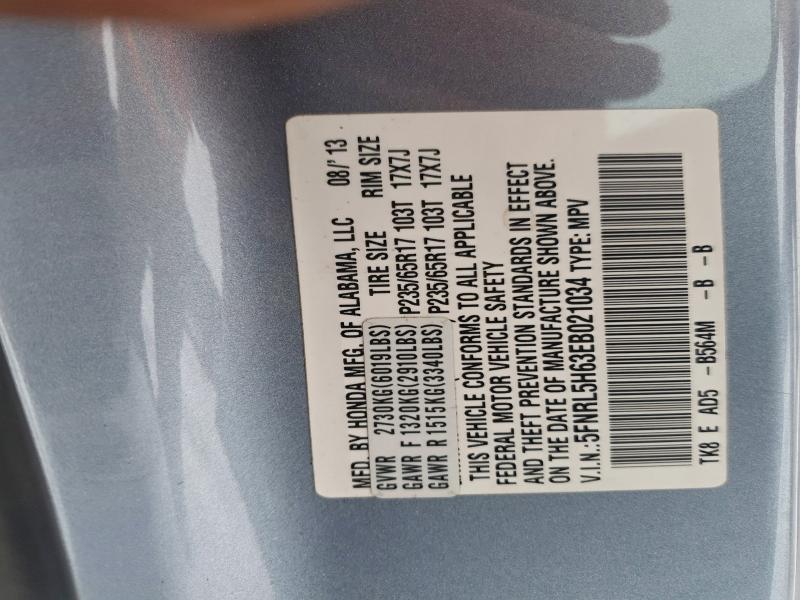 MFD. BY HONDA MFG. OF ALABAMA, LLC 08/'13
GVWR 2730KG(6019LBS) TIRE SIZE RIM SIZE
GAWR F 1320KG(2910LBS) P235/65R17 103T 17X7J
GAWR R 1515KG(3340LBS) P235/65R17 103T 17X7J
THIS VEHICLE CONFORMS TO ALL APPLICABLE
FEDERAL MOTOR VEHICLE SAFETY
AND THEFT PREVENTION STANDARDS IN EFFECT
ON THE DATE OF MANUFACTURE SHOWN ABOVE.
V.I.N.:5FNRL5H63EB021034 TYPE: MPV
TK8 E AD5 -B564M -B -B